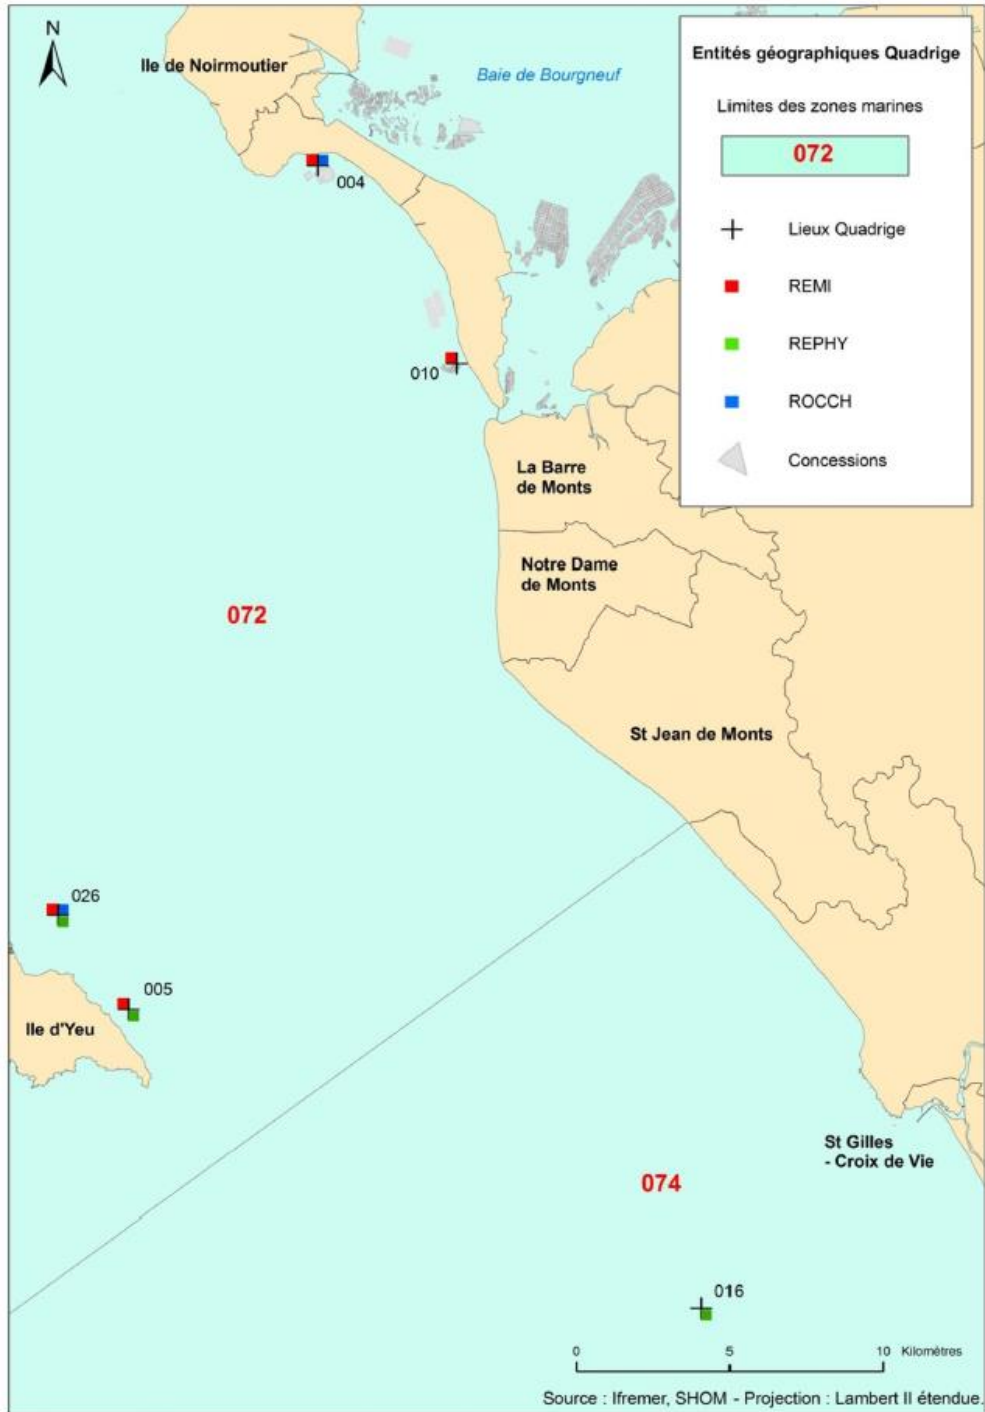 N
Ile de Noirmoutier
Baie de Bourgneuf
004
010
La Barre
de Monts
Notre Dame
de Monts
072
St Jean de Monts
026
005
Ile d'Yeu
St Gilles
- Croix de Vie
074
016
Entités géographiques Quadrige
Limites des zones marines
072
Lieux Quadrige
REMI
REPHY
ROCCH
Concessions
0 5 10 Kilomètres
Source : Ifremer, SHOM - Projection : Lambert II étendue.